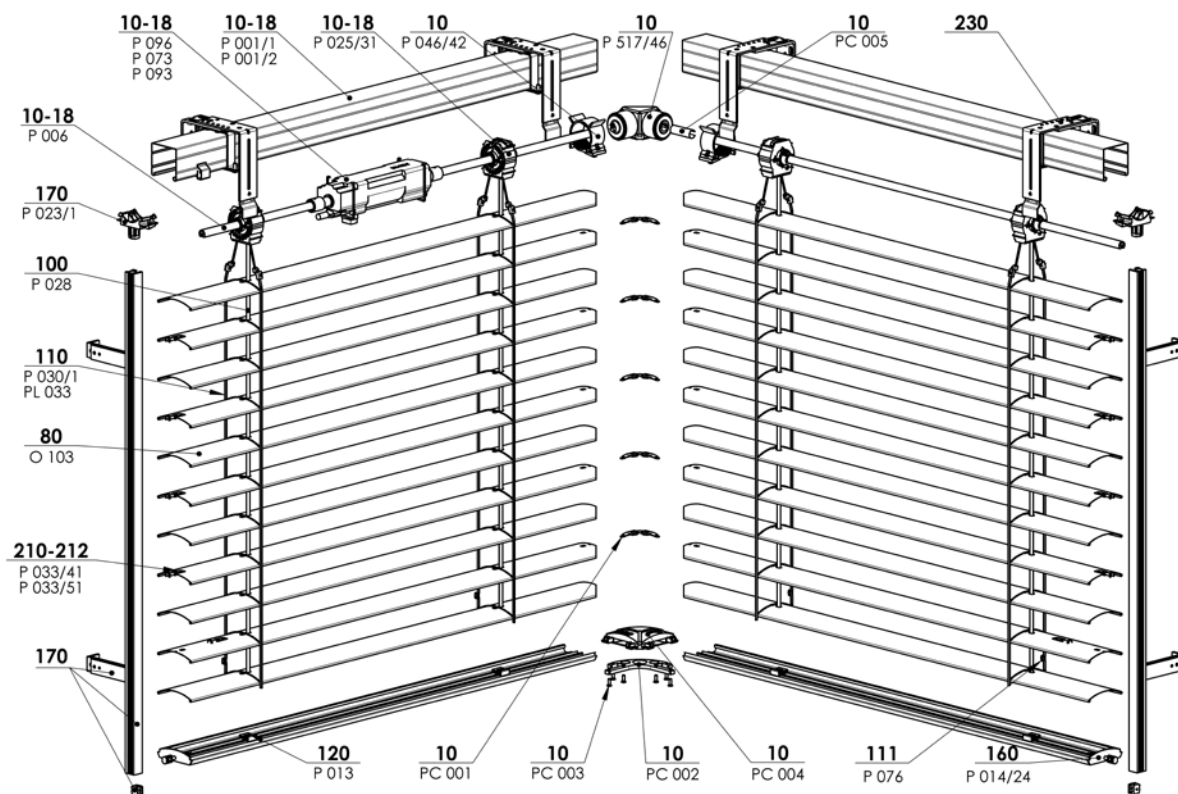 10-18
P 096
P 073
P 093
10-18
P 001/1
P 001/2
10-18
P 025/31
10
P 046/42
10
P 517/46
10
PC 005
230
10-18
P 006
170
P 023/1
100
P 028
110
P 030/1
PL 033
80
O 103
210-212
P 033/41
P 033/51
170
120
P 013
10
PC 001
10
PC 003
10
PC 002
10
PC 004
111
P 076
160
P 014/24